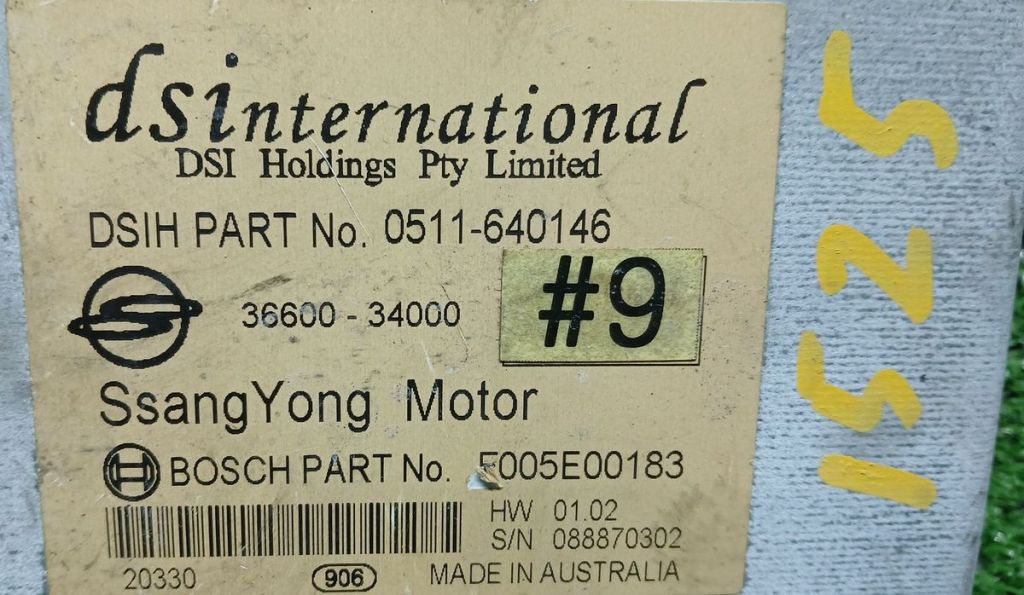 dsinternational
DSI Holdings Pty Limited
DSIH PART No. 0511-640146
36600 - 34000
#9
SsangYong Motor
BOSCH PART No. F005E00183
HW 01.02
S/N 088870302
20330 906 MADE IN AUSTRALIA
1525